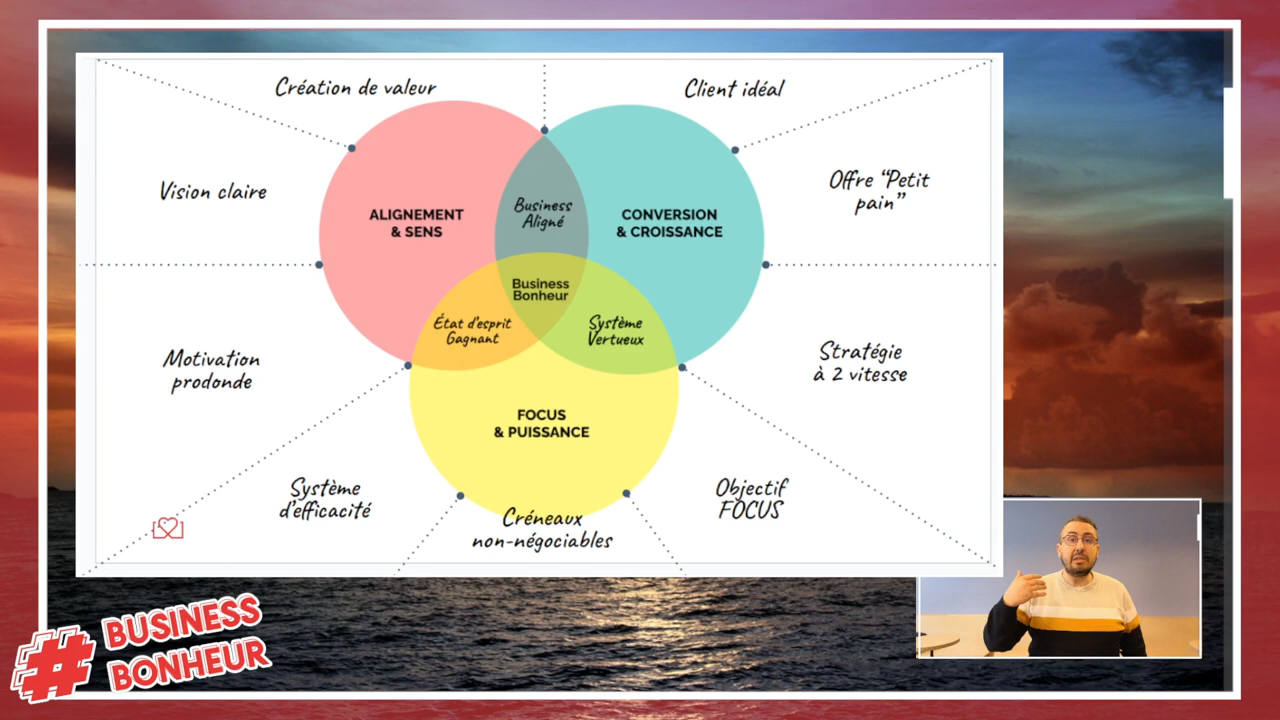 Création de valeur
Client idéal
Vision claire
Offre “Petit
pain”
ALIGNEMENT
& SENS
Business
Aligné
CONVERSION
& CROISSANCE
Business
Bonheur
État d'esprit
Gagnant
Système
Vertueux
Motivation
prodonde
Stratégie
à 2 vitesse
FOCUS
& PUISSANCE
Système
d'efficacité
Créneaux
non-négociables
Objectif
FOCUS
# BUSINESS
BONHEUR